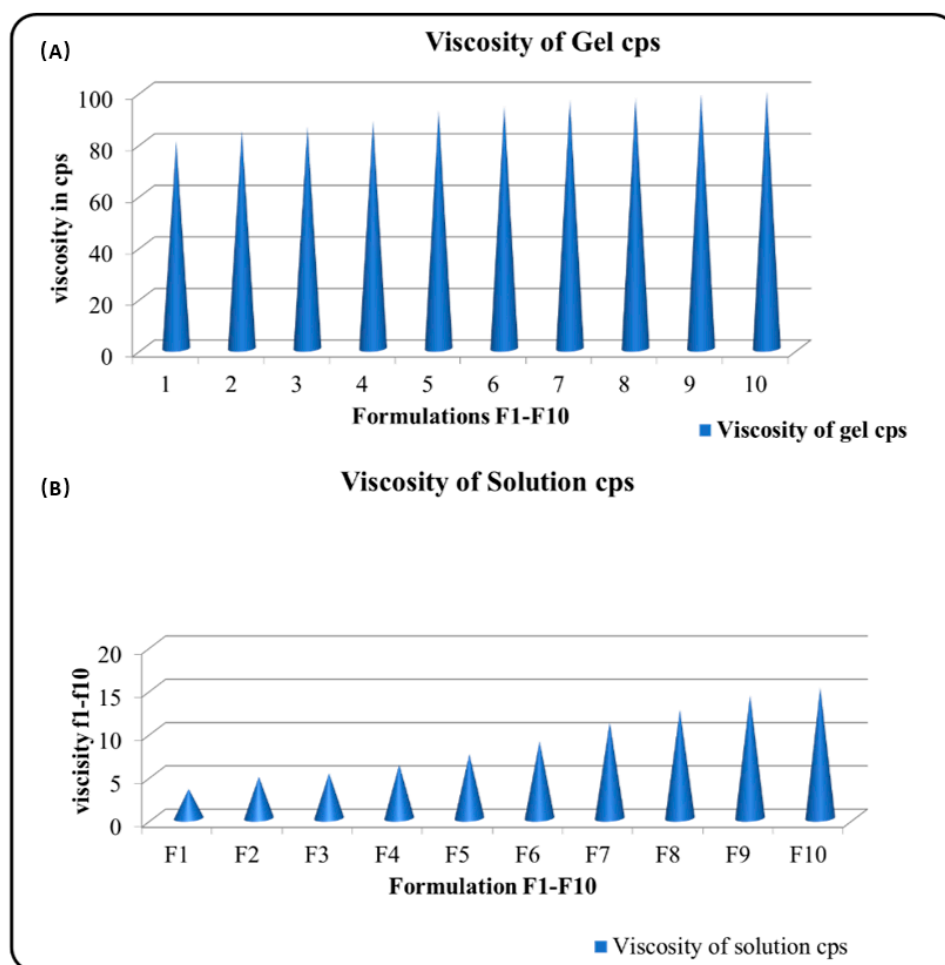 (A)
Viscosity of Gel cps
viscosity in cps
100
80
60
40
20
0
1 2 3 4 5 6 7 8 9 10
Formulations F1-F10
Viscosity of gel cps
(B)
Viscosity of Solution cps
viscisity f1-f10
20
15
10
5
0
F1 F2 F3 F4 F5 F6 F7 F8 F9 F10
Formulation F1-F10
Viscosity of solution cps